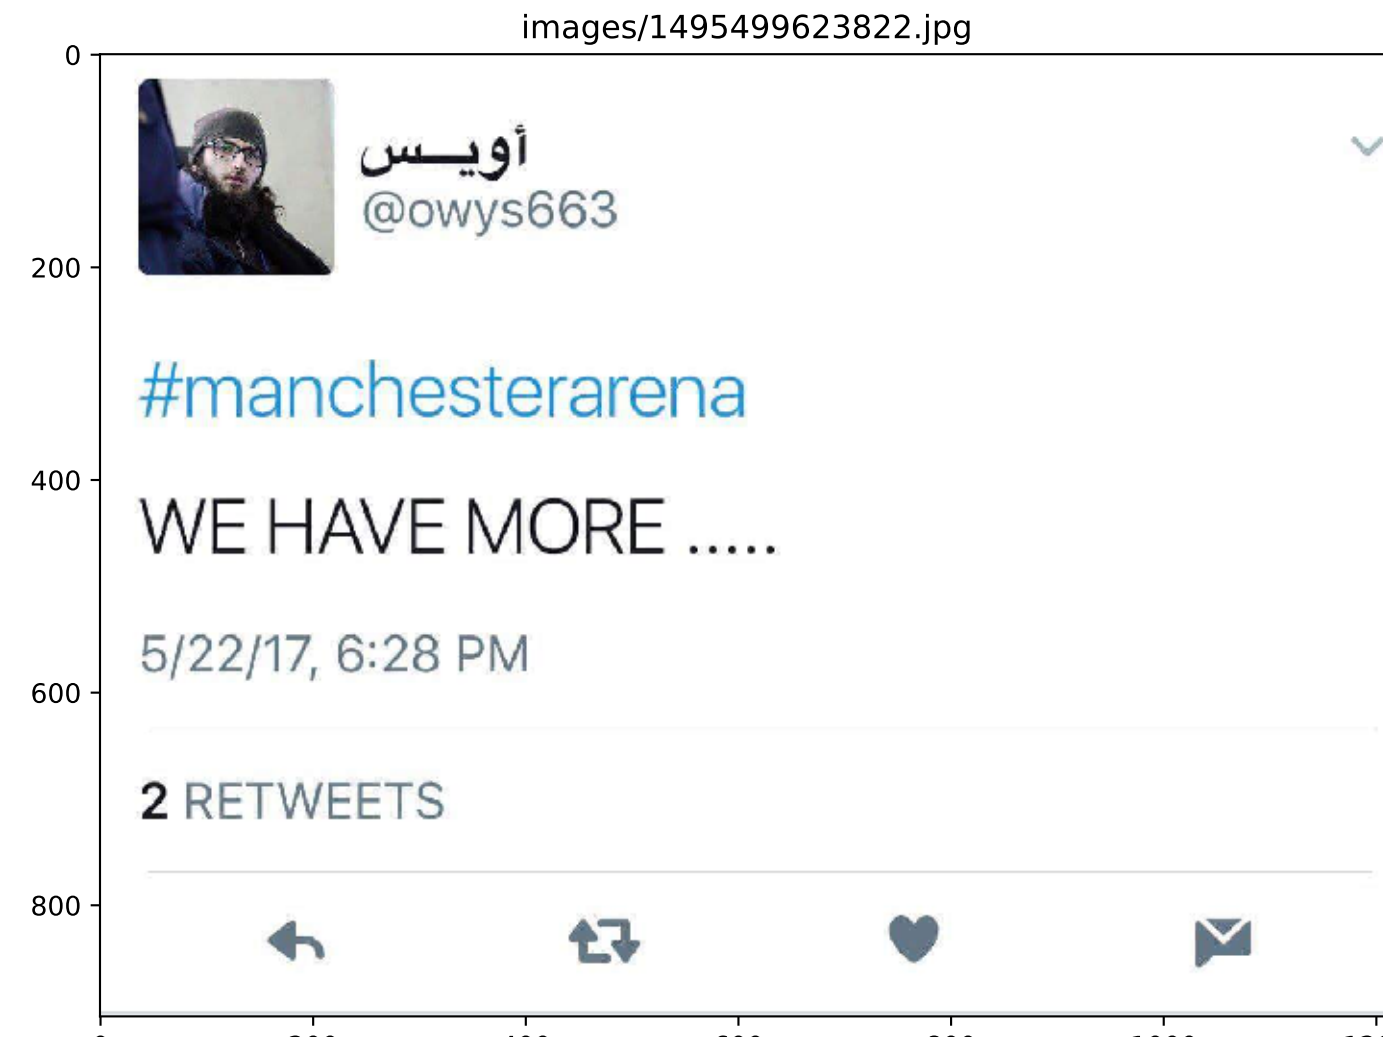 images/1495499623822.jpg
0
أويـــس
@owys663
200
#manchesterarena
400
WE HAVE MORE .....
5/22/17, 6:28 PM
600
2 RETWEETS
800